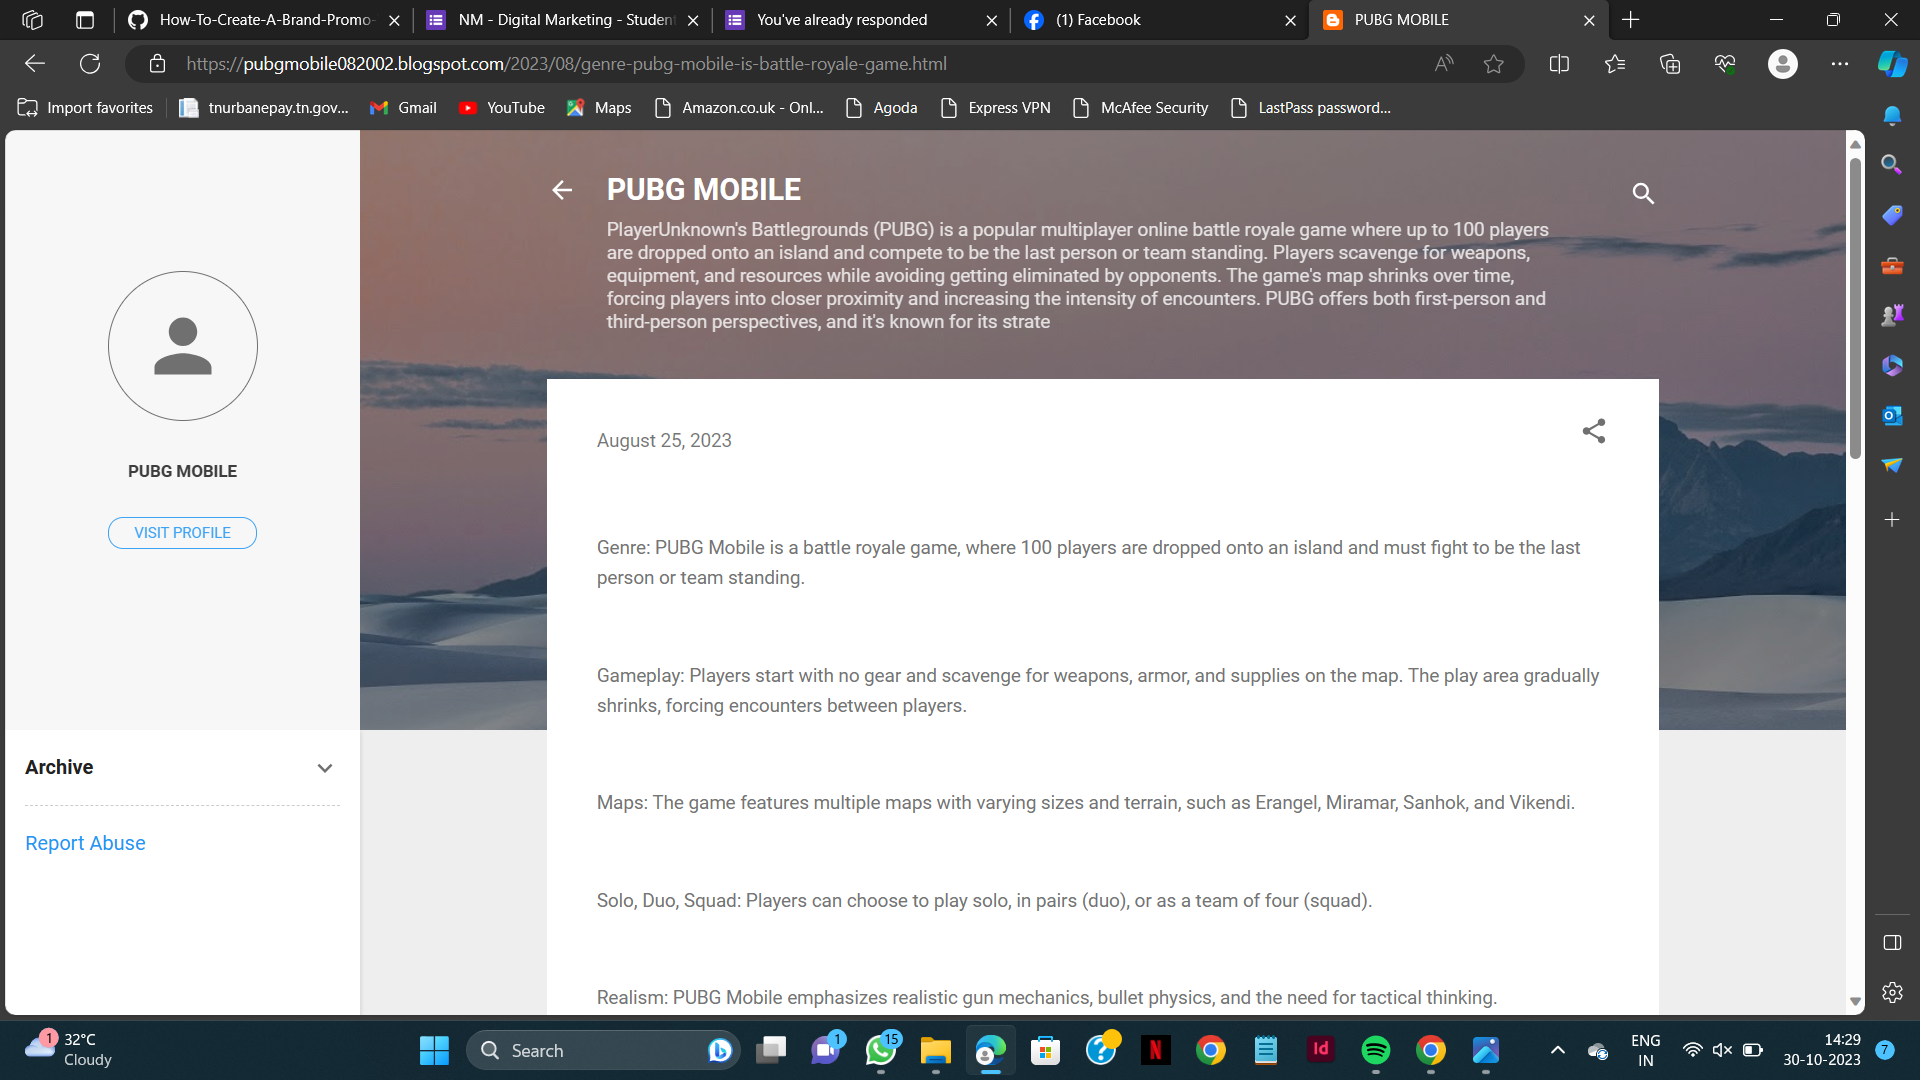 How-To-Create-A-Brand-Promo-
NM - Digital Marketing - Student
You've already responded
(1) Facebook
PUBG MOBILE
https://pubgmobile082002.blogspot.com/2023/08/genre-pubg-mobile-is-battle-royale-game.html
Import favorites
tnurbanepay.tn.gov...
Gmail
YouTube
Maps
Amazon.co.uk - Onl...
Agoda
Express VPN
McAfee Security
LastPass password...
PUBG MOBILE
PlayerUnknown's Battlegrounds (PUBG) is a popular multiplayer online battle royale game where up to 100 players
are dropped onto an island and compete to be the last person or team standing. Players scavenge for weapons,
equipment, and resources while avoiding getting eliminated by opponents. The game's map shrinks over time,
forcing players into closer proximity and increasing the intensity of encounters. PUBG offers both first-person and
third-person perspectives, and it's known for its strate
PUBG MOBILE
VISIT PROFILE
Archive
Report Abuse
August 25, 2023
Genre: PUBG Mobile is a battle royale game, where 100 players are dropped onto an island and must fight to be the last
person or team standing.
Gameplay: Players start with no gear and scavenge for weapons, armor, and supplies on the map. The play area gradually
shrinks, forcing encounters between players.
Maps: The game features multiple maps with varying sizes and terrain, such as Erangel, Miramar, Sanhok, and Vikendi.
Solo, Duo, Squad: Players can choose to play solo, in pairs (duo), or as a team of four (squad).
Realism: PUBG Mobile emphasizes realistic gun mechanics, bullet physics, and the need for tactical thinking.
1
32°C
Cloudy
Search
1
15
N
Id
ENG
IN
14:29
30-10-2023
7